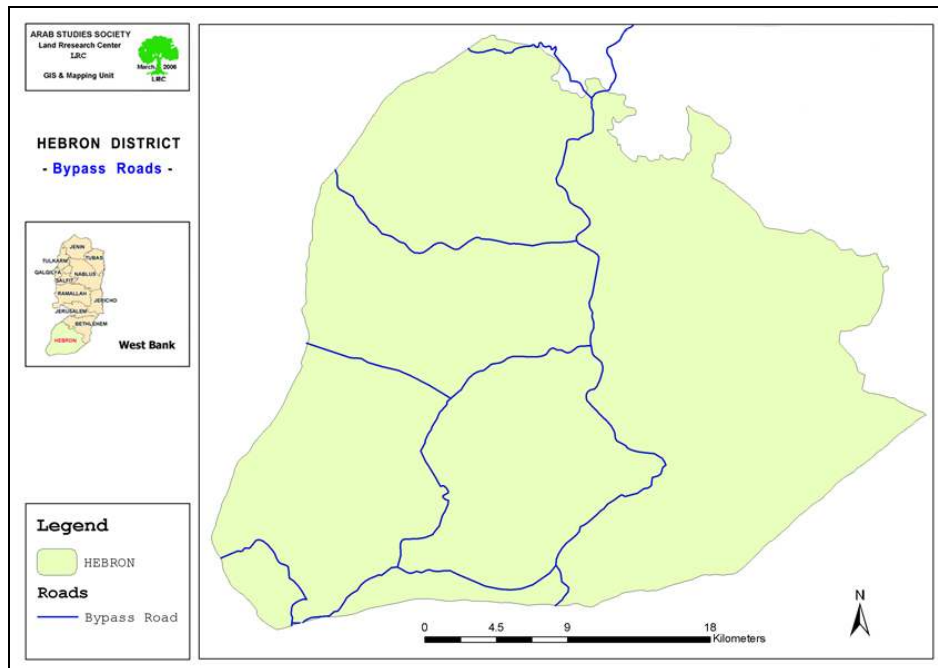 ARAB STUDIES SOCIETY
Land Rresearch Center
LRC
GIS & Mapping Unit
March, 2006
LRC
HEBRON DISTRICT
- Bypass Roads -
JENIN
TULKARM
TUBAS
QALQILYA
NABLUS
SALFIT
RAMALLAH
JERICHO
JERUSALEM
BETHLEHEM
HEBRON
West Bank
Legend
HEBRON
Roads
Bypass Road
0 4.5 9 18
Kilometers
N